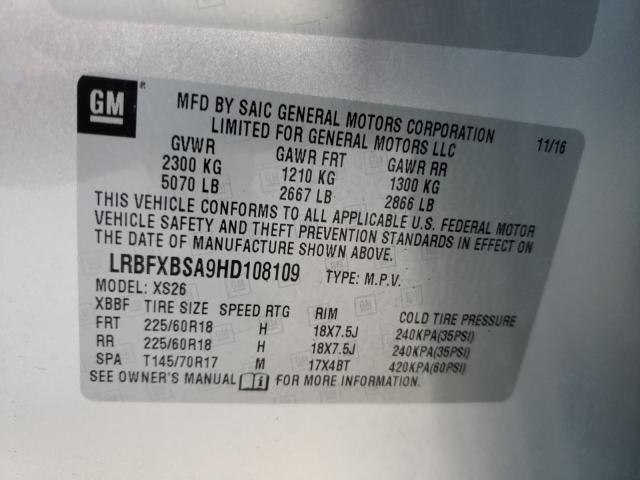 GM ®
MFD BY SAIC GENERAL MOTORS CORPORATION
LIMITED FOR GENERAL MOTORS LLC
11/16
GVWR GAWR FRT GAWR RR
2300 KG 1210 KG 1300 KG
5070 LB 2667 LB 2866 LB
THIS VEHICLE CONFORMS TO ALL APPLICABLE U.S. FEDERAL MOTOR
VEHICLE SAFETY AND THEFT PREVENTION STANDARDS IN EFFECT ON
THE DATE OF MANUFACTURE SHOWN ABOVE.
LRBFXBSA9HD108109 TYPE: M.P.V.
MODEL: XS26
XBBF TIRE SIZE SPEED RTG RIM COLD TIRE PRESSURE
FRT 225/60R18 H 18X7.5J 240KPA(35PSI)
RR 225/60R18 H 18X7.5J 240KPA(35PSI)
SPA T145/70R17 M 17X4BT 420KPA(60PSI)
SEE OWNER'S MANUAL FOR MORE INFORMATION.